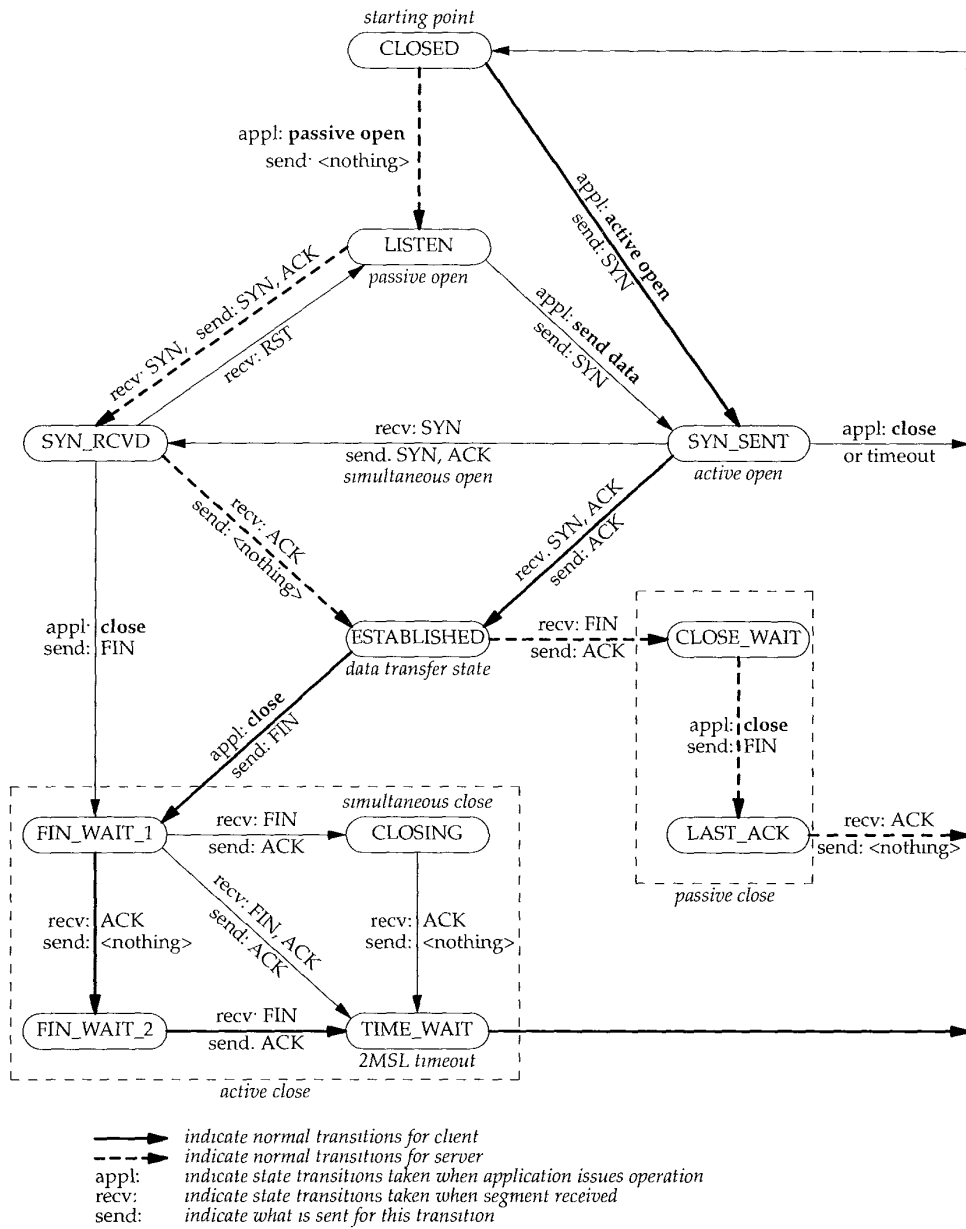 starting point
CLOSED
appl: passive open
send: <nothing>
appl: active open
send: SYN
LISTEN
passive open
recv: SYN, send: SYN, ACK
recv: RST
appl: send data
send: SYN
SYN_RCVD
recv: SYN
send. SYN, ACK
simultaneous open
SYN_SENT
active open
appl: close
or timeout
recv: ACK
send: <nothing>
recv. SYN, ACK
send: ACK
appl: close
send: FIN
ESTABLISHED
data transfer state
recv: FIN
send: ACK
CLOSE_WAIT
appl: close
send: FIN
appl: close
send: FIN
simultaneous close
FIN_WAIT_1
recv: FIN
send: ACK
CLOSING
LAST_ACK
recv: ACK
send: <nothing>
passive close
recv: ACK
send: <nothing>
recv: FIN, ACK
send: ACK
recv: ACK
send: <nothing>
FIN_WAIT_2
recv: FIN
send. ACK
TIME_WAIT
2MSL timeout
active close
indicate normal transitions for client
indicate normal transitions for server
appl: indicate state transitions taken when application issues operation
recv: indicate state transitions taken when segment received
send: indicate what is sent for this transition